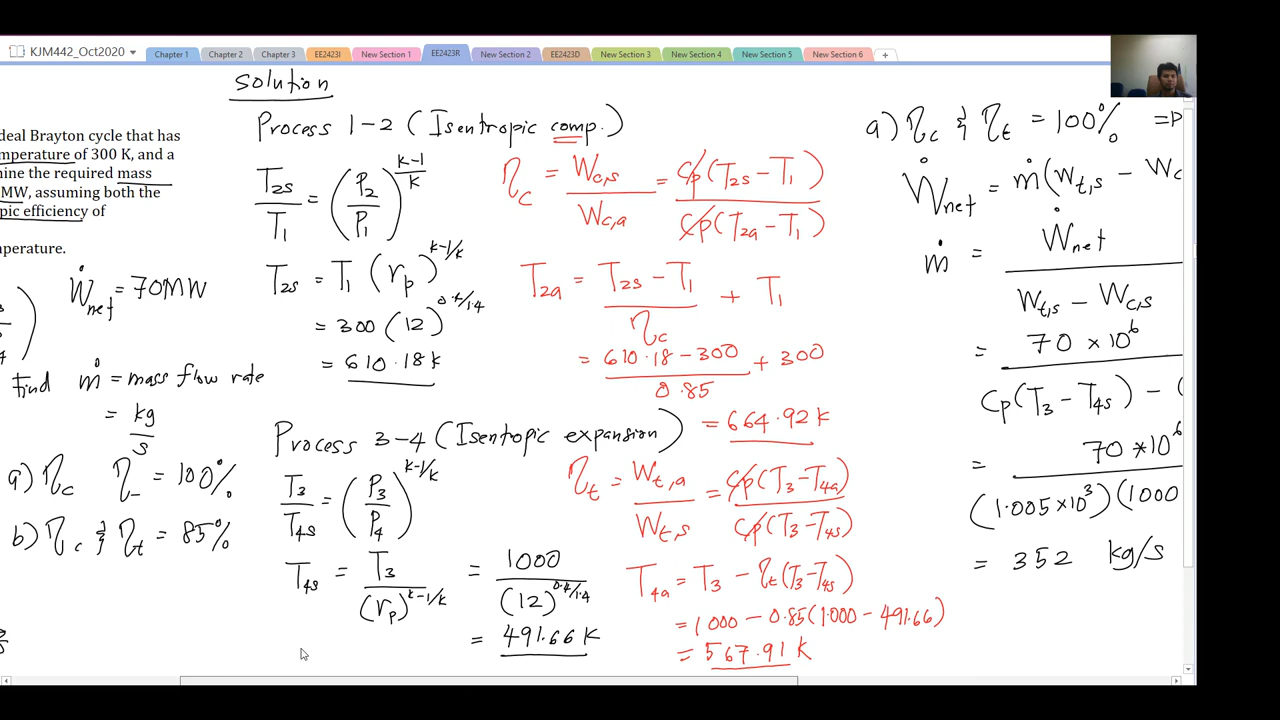 KJM442_Oct2020
Chapter 1
Chapter 2
Chapter 3
EE2423I
New Section 1
EE2423R
New Section 2
EE2423D
New Section 3
New Section 4
New Section 5
New Section 6
+
deal Brayton cycle that has
mperature of 300 K, and a
nine the required mass
MW, assuming both the
pic efficiency of
perature.
Ẇnet = 70MW
find ṁ = mass flow rate
= kg/s
a) ηc η- = 100%
b) ηc & ηt = 85%
Solution
Process 1-2 (Isentropic comp.)
T2s/T1 = (P2/P1)^(k-1/k)
T2s = T1 (rp)^(k-1/k)
= 300 (12)^(0.4/1.4)
= 610.18 k
Process 3-4 (Isentopic expansion)
T3/T4s = (P3/P4)^(k-1/k)
T4s = T3/(rp)^(k-1/k) = 1000/(12)^(0.4/1.4)
= 491.66 K
ηc = Wc,s/Wc,a = cp(T2s - T1)/cp(T2a - T1)
T2a = (T2s - T1)/ηc + T1
= (610.18 - 300)/0.85 + 300
= 664.92 k
ηt = Wt,a/Wt,s = cp(T3-T4a)/cp(T3-T4s)
T4a = T3 - ηt(T3-T4s)
= 1000 - 0.85(1000 - 491.66)
= 567.91 K
a) ηc & ηt = 100% =>
Ẇnet = ṁ(Wt,s - Wc
ṁ = Ẇnet/
Wt,s - Wc,s
= 70 × 10^6/
Cp(T3 - T4s) - (
= 70 * 10^6/
(1.005×10^3)(1000
= 352 kg/s